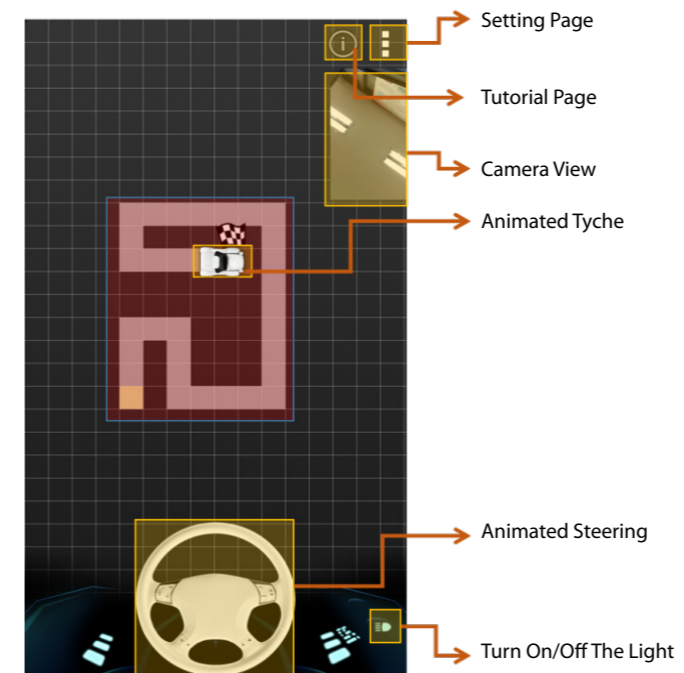 Setting Page
Tutorial Page
Camera View
Animated Tyche
Animated Steering
Turn On/Off The Light